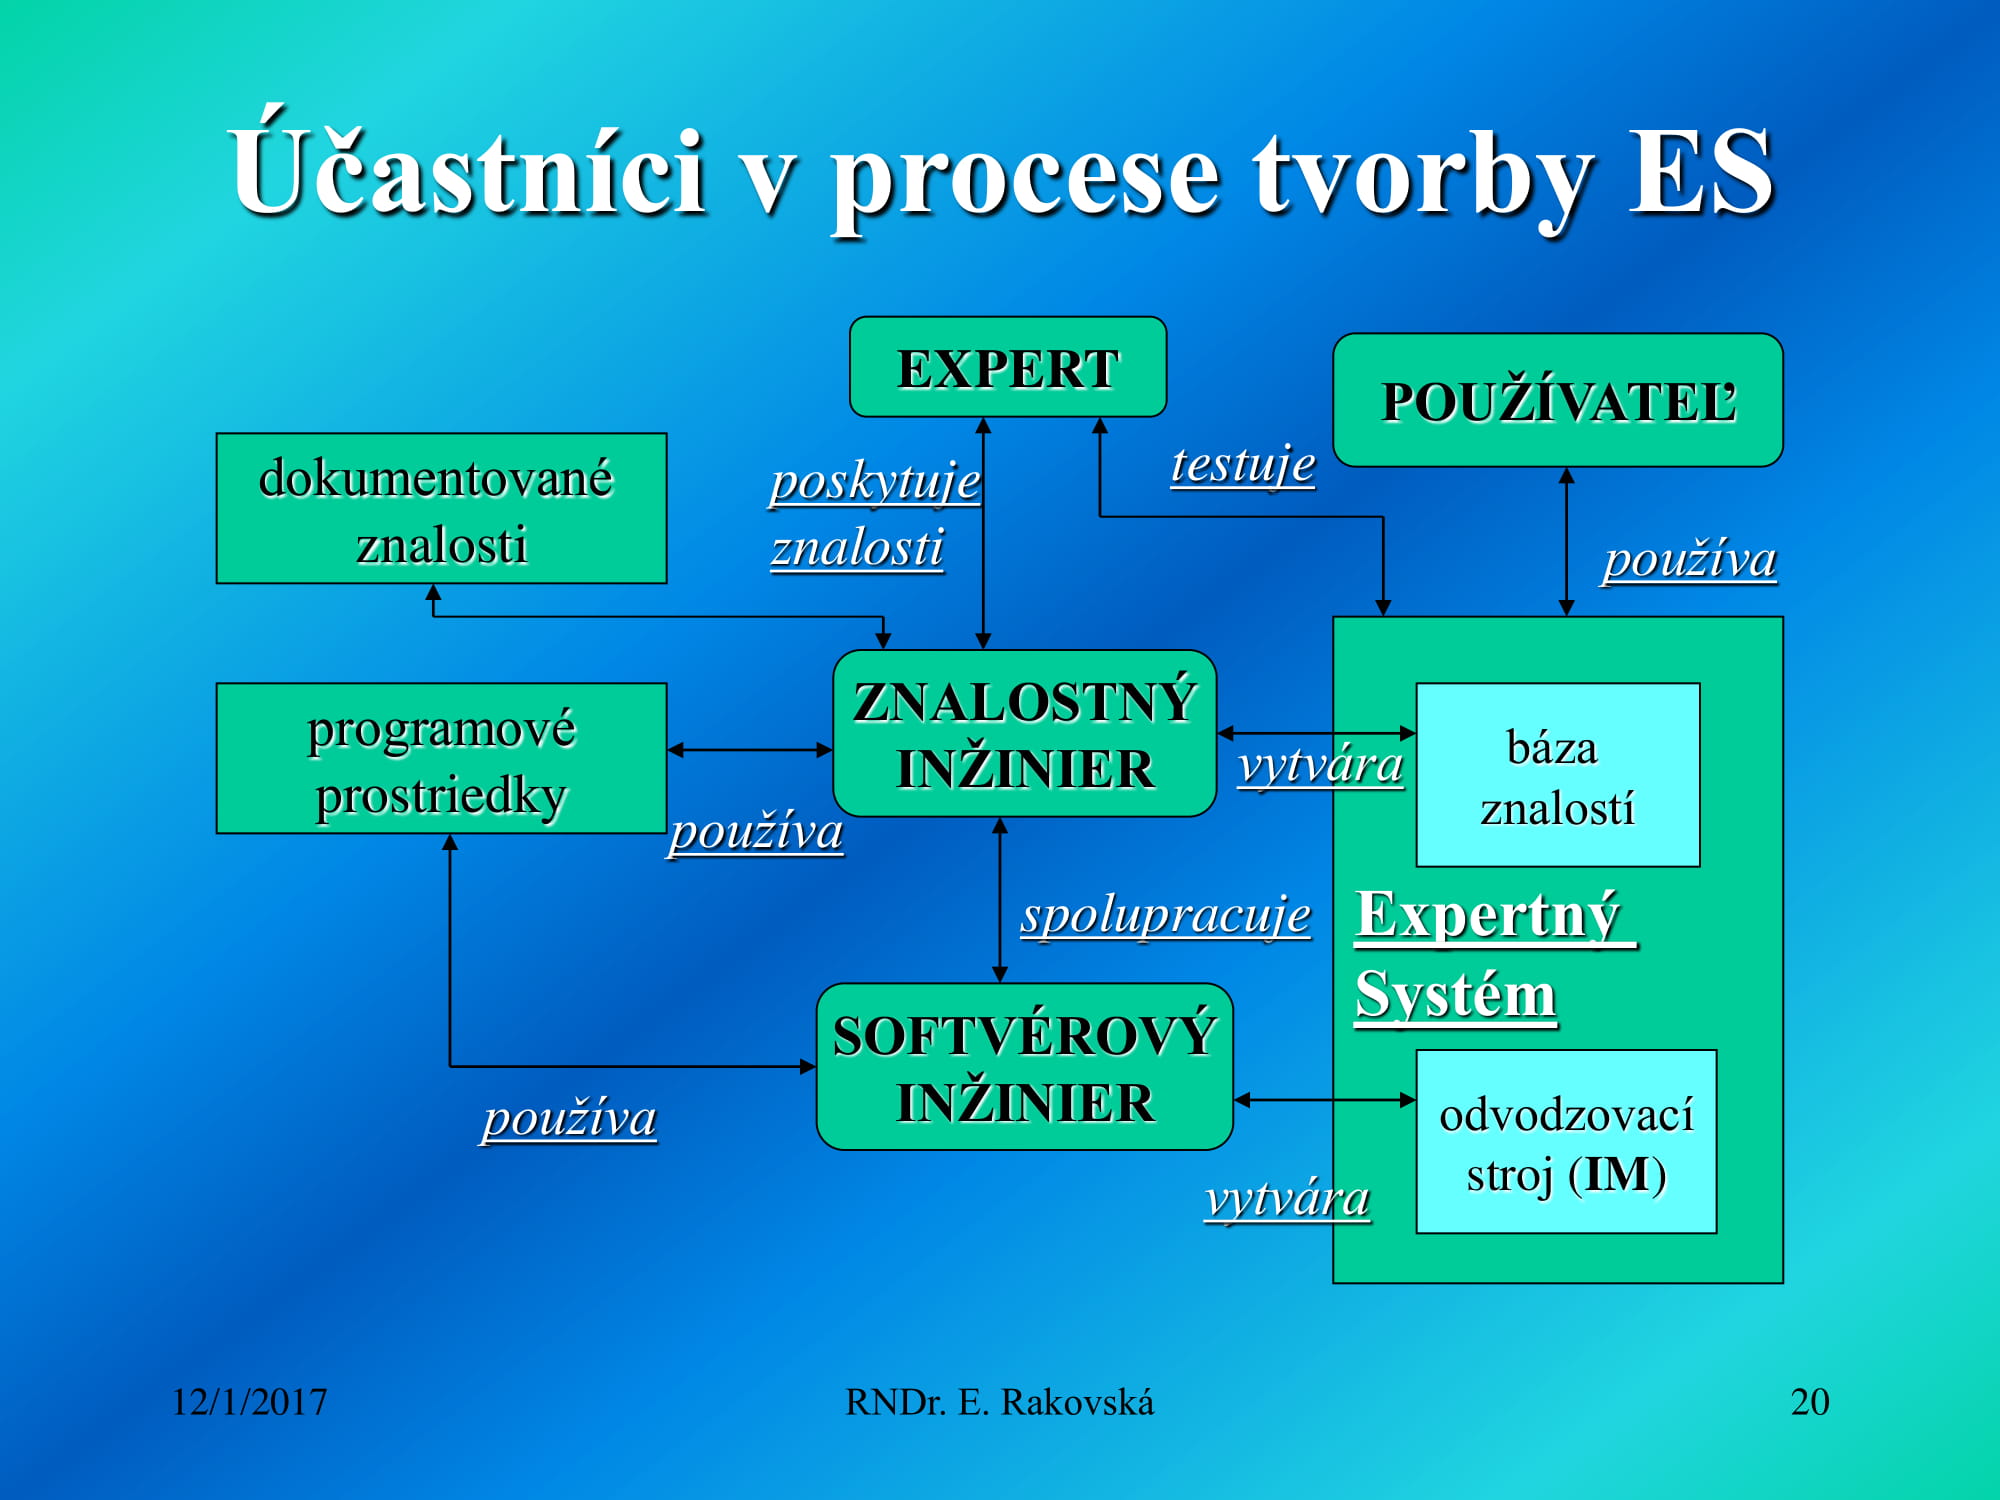 Účastníci v procese tvorby ES
EXPERT
POUŽÍVATEĽ
dokumentované
znalosti
poskytuje
znalosti
testuje
používa
programové
prostriedky
ZNALOSTNÝ
INŽINIER
vytvára
báza
znalostí
používa
spolupracuje
Expertný
Systém
SOFTVÉROVÝ
INŽINIER
odvodzovací
stroj (IM)
používa
vytvára
12/1/2017
RNDr. E. Rakovská
20